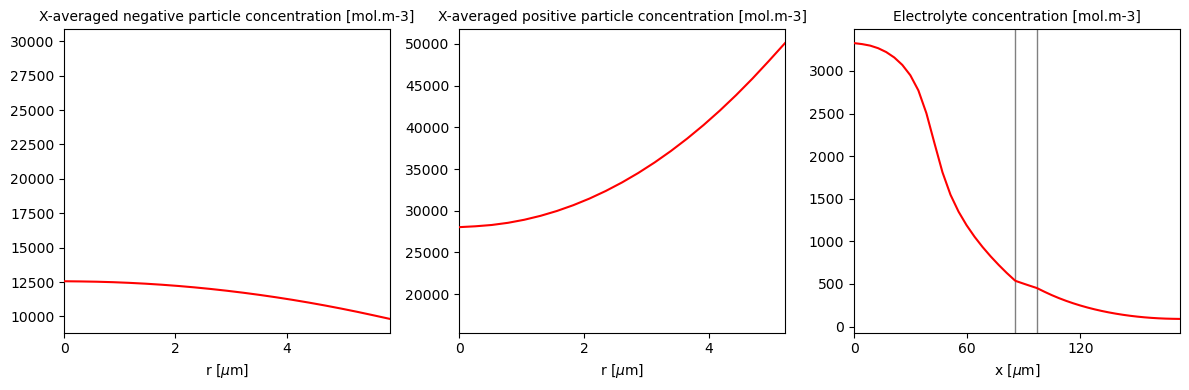 X-averaged negative particle concentration [mol.m-3]
30000
27500
25000
22500
20000
17500
15000
12500
10000
0 2 4
r [μm]
X-averaged positive particle concentration [mol.m-3]
50000
45000
40000
35000
30000
25000
20000
0 2 4
r [μm]
Electrolyte concentration [mol.m-3]
3000
2500
2000
1500
1000
500
0
0 60 120
x [μm]